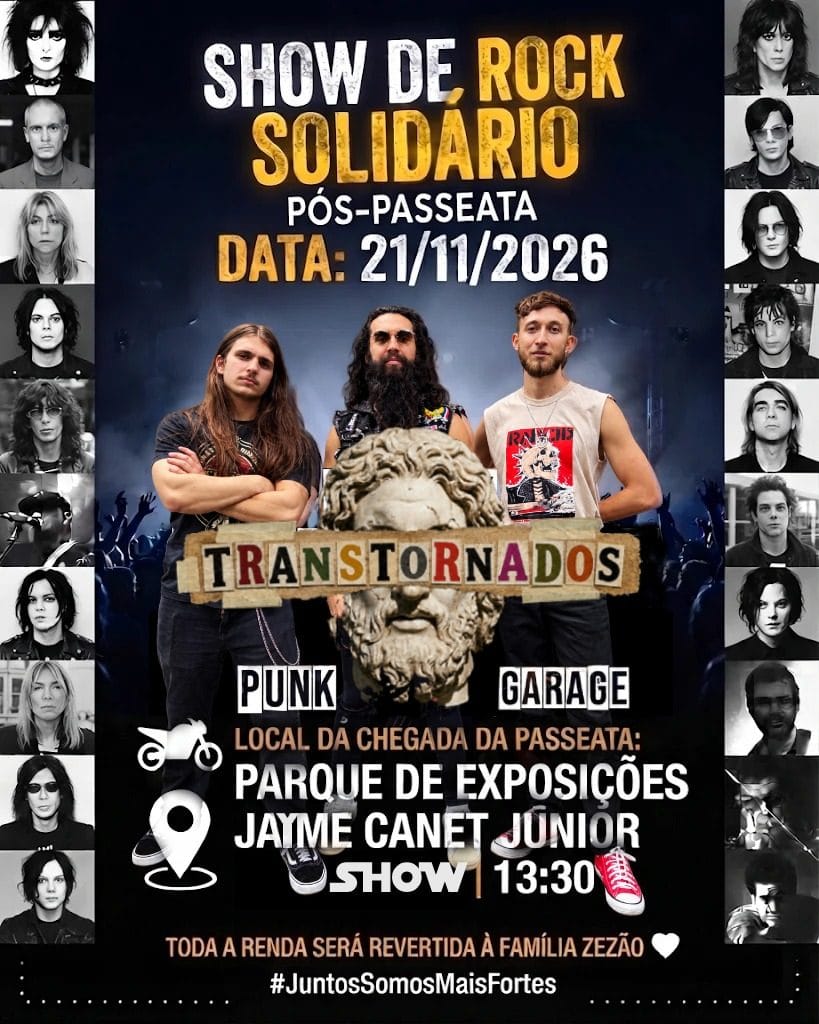 SHOW DE ROCK
SOLIDÁRIO
PÓS-PASSEATA
DATA: 21/11/2026
TRANSTORNADOS
PUNK GARAGE
LOCAL DA CHEGADA DA PASSEATA:
PARQUE DE EXPOSIÇÕES
JAYME CANET JÚNIOR
SHOW | 13:30
TODA A RENDA SERÁ REVERTIDA À FAMÍLIA ZEZÃO
#JuntosSomosMaisFortes